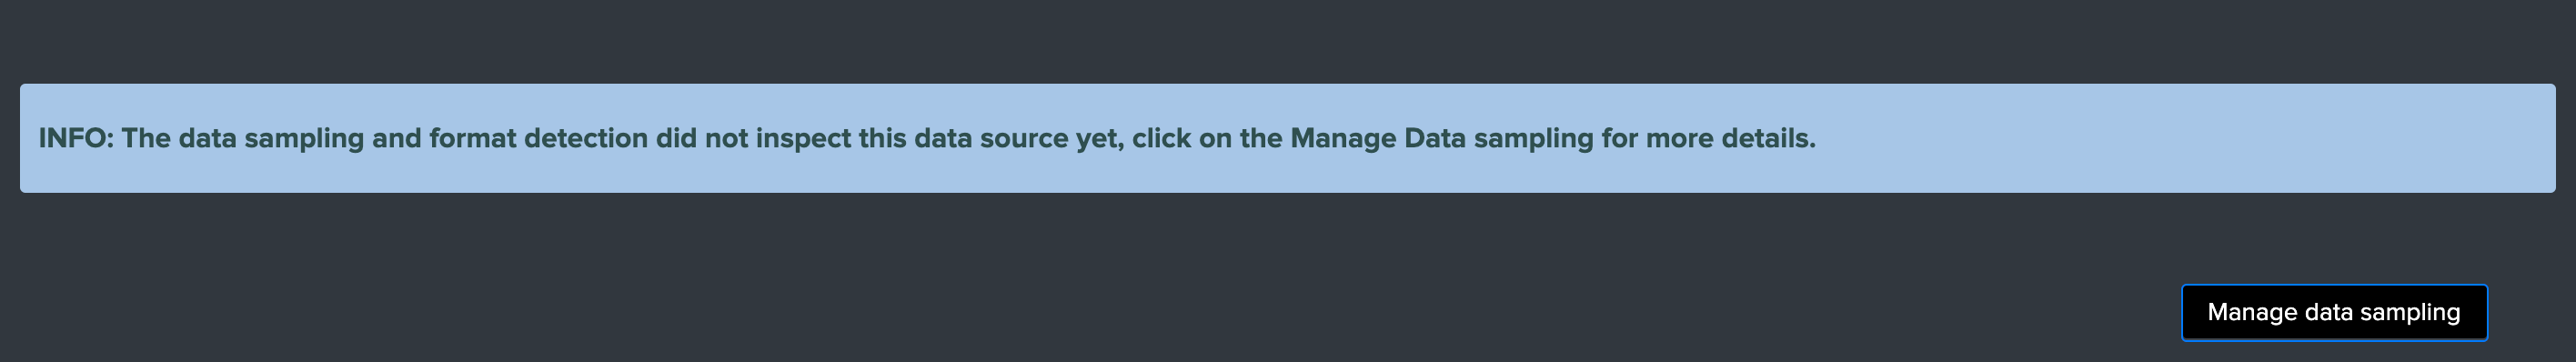 INFO: The data sampling and format detection did not inspect this data source yet, click on the Manage Data sampling for more details.
Manage data sampling